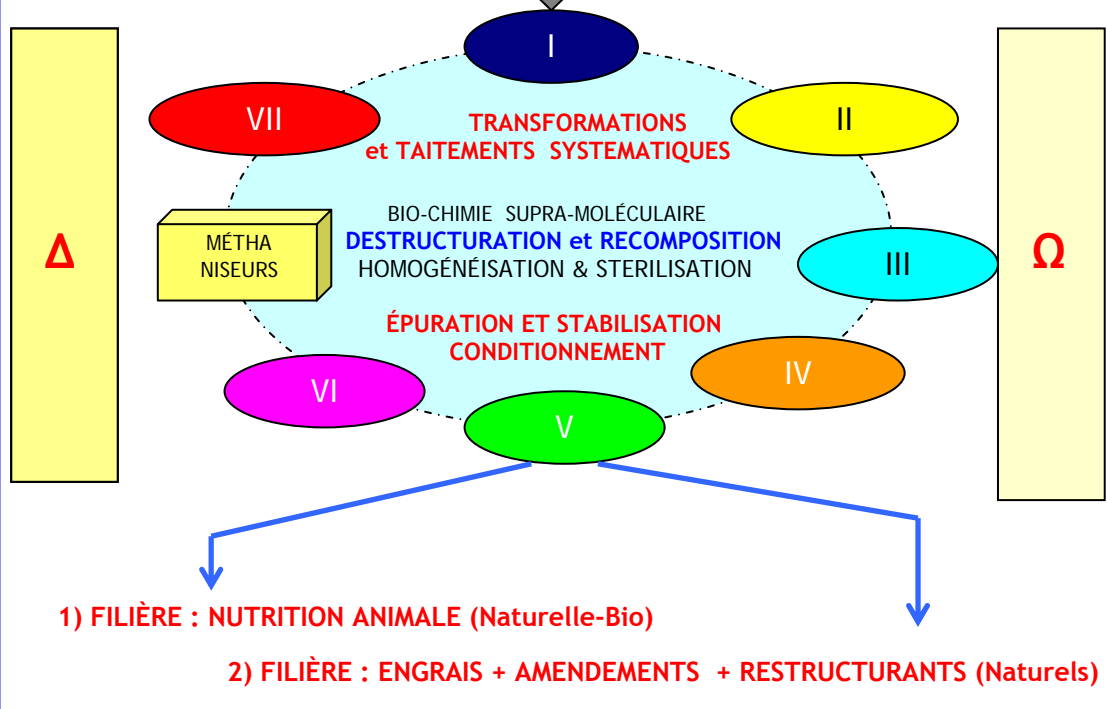 I
VII
II
TRANSFORMATIONS
et TAITEMENTS SYSTEMATIQUES
BIO-CHIMIE SUPRA-MOLÉCULAIRE
DESTRUCTURATION et RECOMPOSITION
HOMOGÉNÉISATION & STERILISATION
MÉTHA
NISEURS
Δ
III
Ω
ÉPURATION ET STABILISATION
CONDITIONNEMENT
IV
VI
V
1) FILIÈRE : NUTRITION ANIMALE (Naturelle-Bio)
2) FILIÈRE : ENGRAIS + AMENDEMENTS + RESTRUCTURANTS (Naturels)